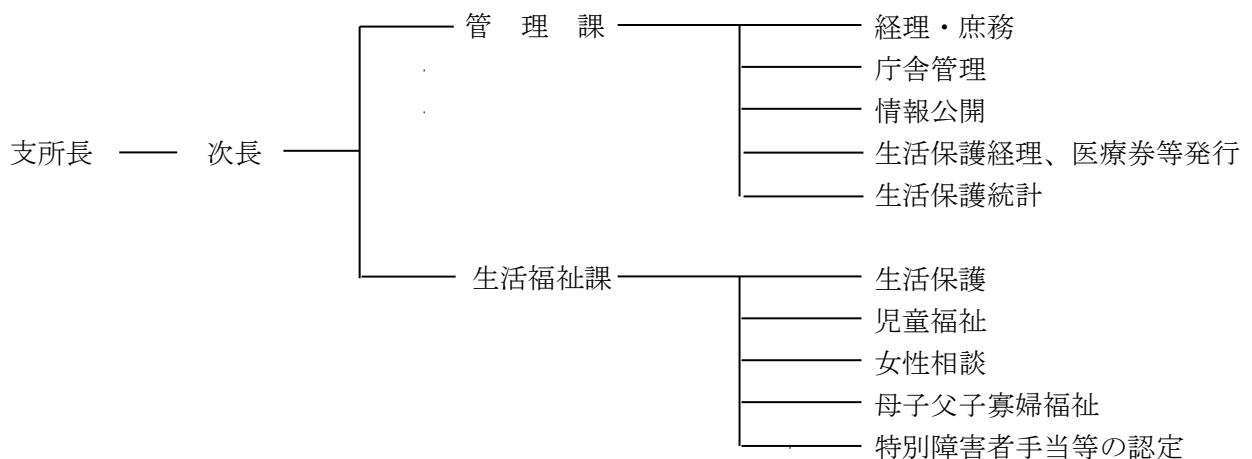 管　理　課
経理・庶務
庁舎管理
情報公開
生活保護経理、医療券等発行
生活保護統計
支所長
次長
生活福祉課
生活保護
児童福祉
女性相談
母子父子寡婦福祉
特別障害者手当等の認定